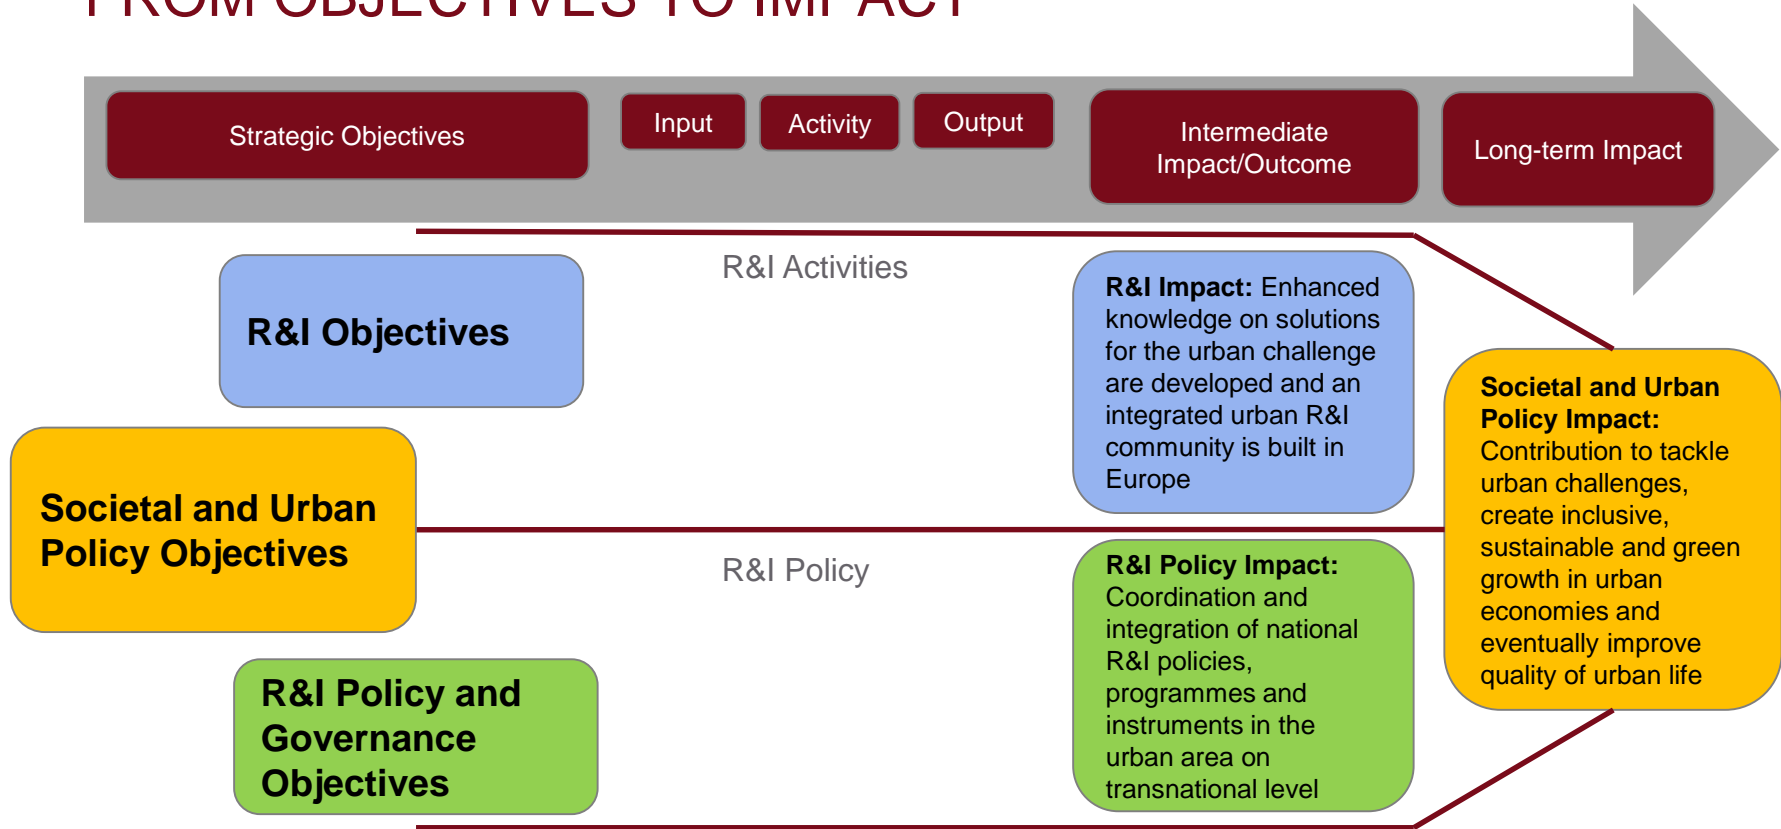 FROM OBJECTIVES TO IMPACT
Strategic Objectives
Input
Activity
Output
Intermediate
Impact/Outcome
Long-term Impact
R&I Activities
R&I Objectives
R&I Impact: Enhanced
knowledge on solutions
for the urban challenge
are developed and an
integrated urban R&I
community is built in
Europe
Societal and Urban
Policy Objectives
Societal and Urban
Policy Impact:
Contribution to tackle
urban challenges,
create inclusive,
sustainable and green
growth in urban
economies and
eventually improve
quality of urban life
R&I Policy
R&I Policy Impact:
Coordination and
integration of national
R&I policies,
programmes and
instruments in the
urban area on
transnational level
R&I Policy and
Governance
Objectives